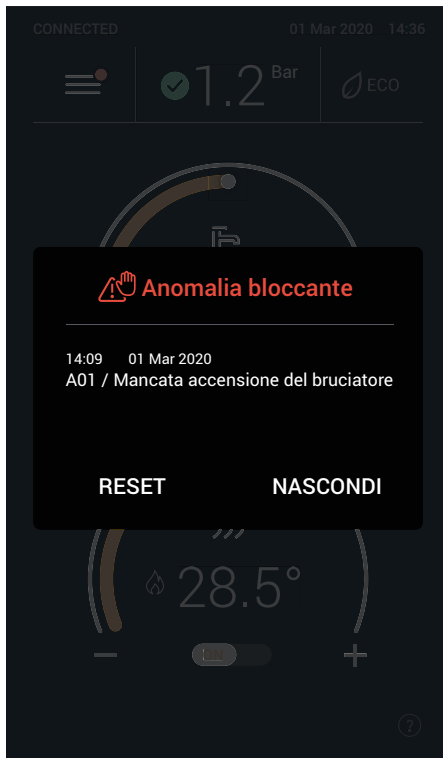 CONNECTED 01 Mar 2020 14:36
1.2 Bar ECO
Anomalia bloccante
14:09 01 Mar 2020
A01 / Mancata accensione del bruciatore
RESET NASCONDI
28.5°
ON
?